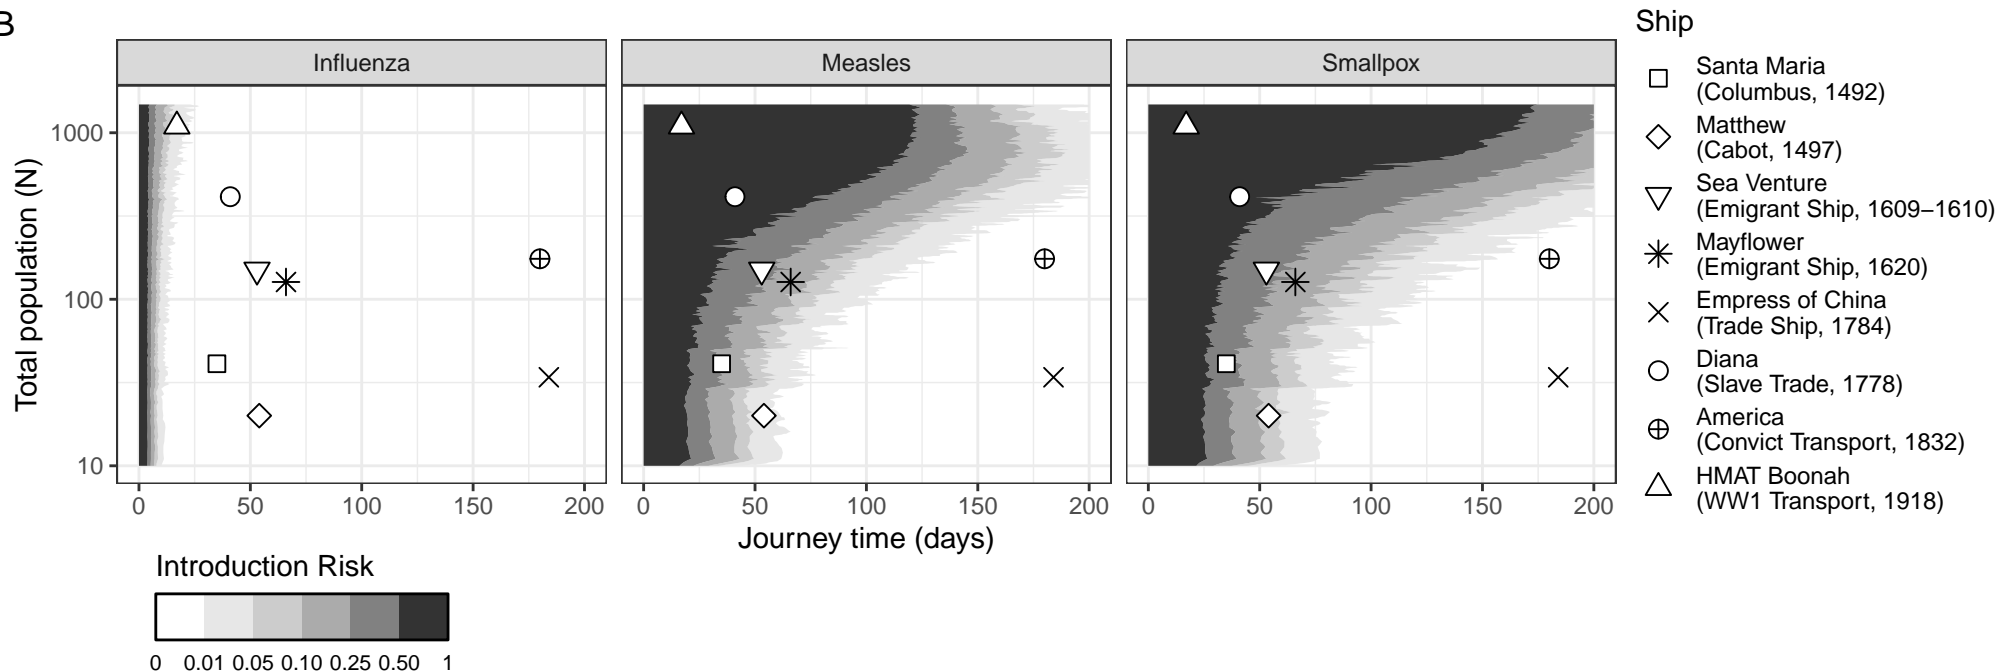 B
Influenza
Measles
Smallpox
Total population (N)
1000
100
10
0 50 100 150 200
0 50 100 150 200
0 50 100 150 200
Journey time (days)
Introduction Risk
0 0.01 0.05 0.10 0.25 0.50 1
Ship
Santa Maria
(Columbus, 1492)
Matthew
(Cabot, 1497)
Sea Venture
(Emigrant Ship, 1609−1610)
Mayflower
(Emigrant Ship, 1620)
Empress of China
(Trade Ship, 1784)
Diana
(Slave Trade, 1778)
America
(Convict Transport, 1832)
HMAT Boonah
(WW1 Transport, 1918)